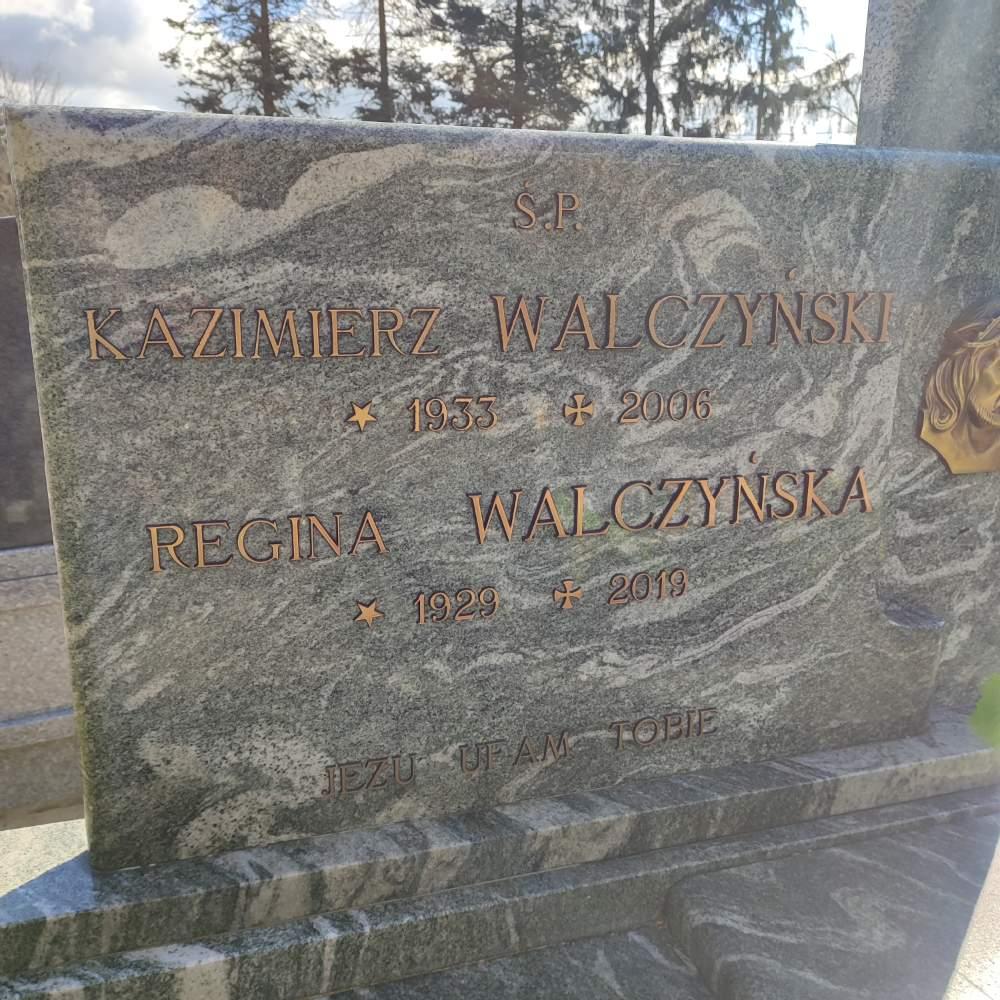 Ś.P.
KAZIMIERZ WALCZYŃSKI
1933 2006
REGINA WALCZYŃSKA
1929 2019
JEZU UFAM TOBIE